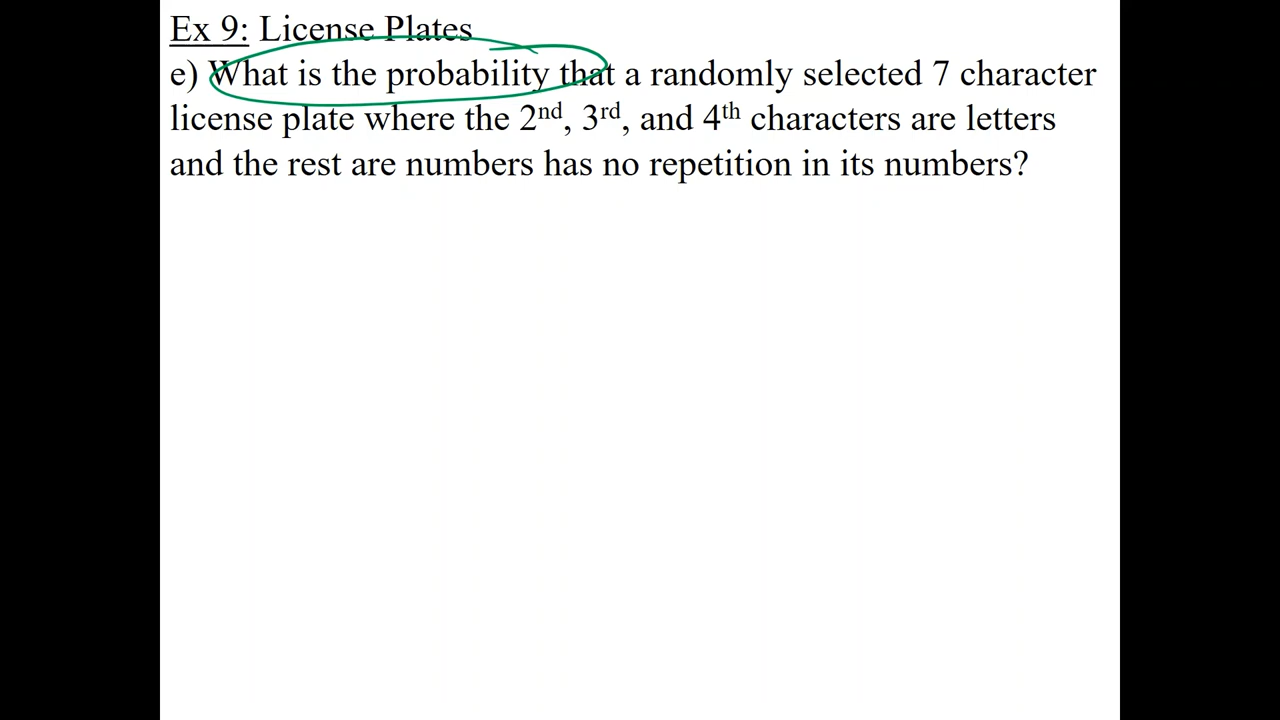 Ex 9: License Plates
e) What is the probability that a randomly selected 7 character
license plate where the 2nd, 3rd, and 4th characters are letters
and the rest are numbers has no repetition in its numbers?